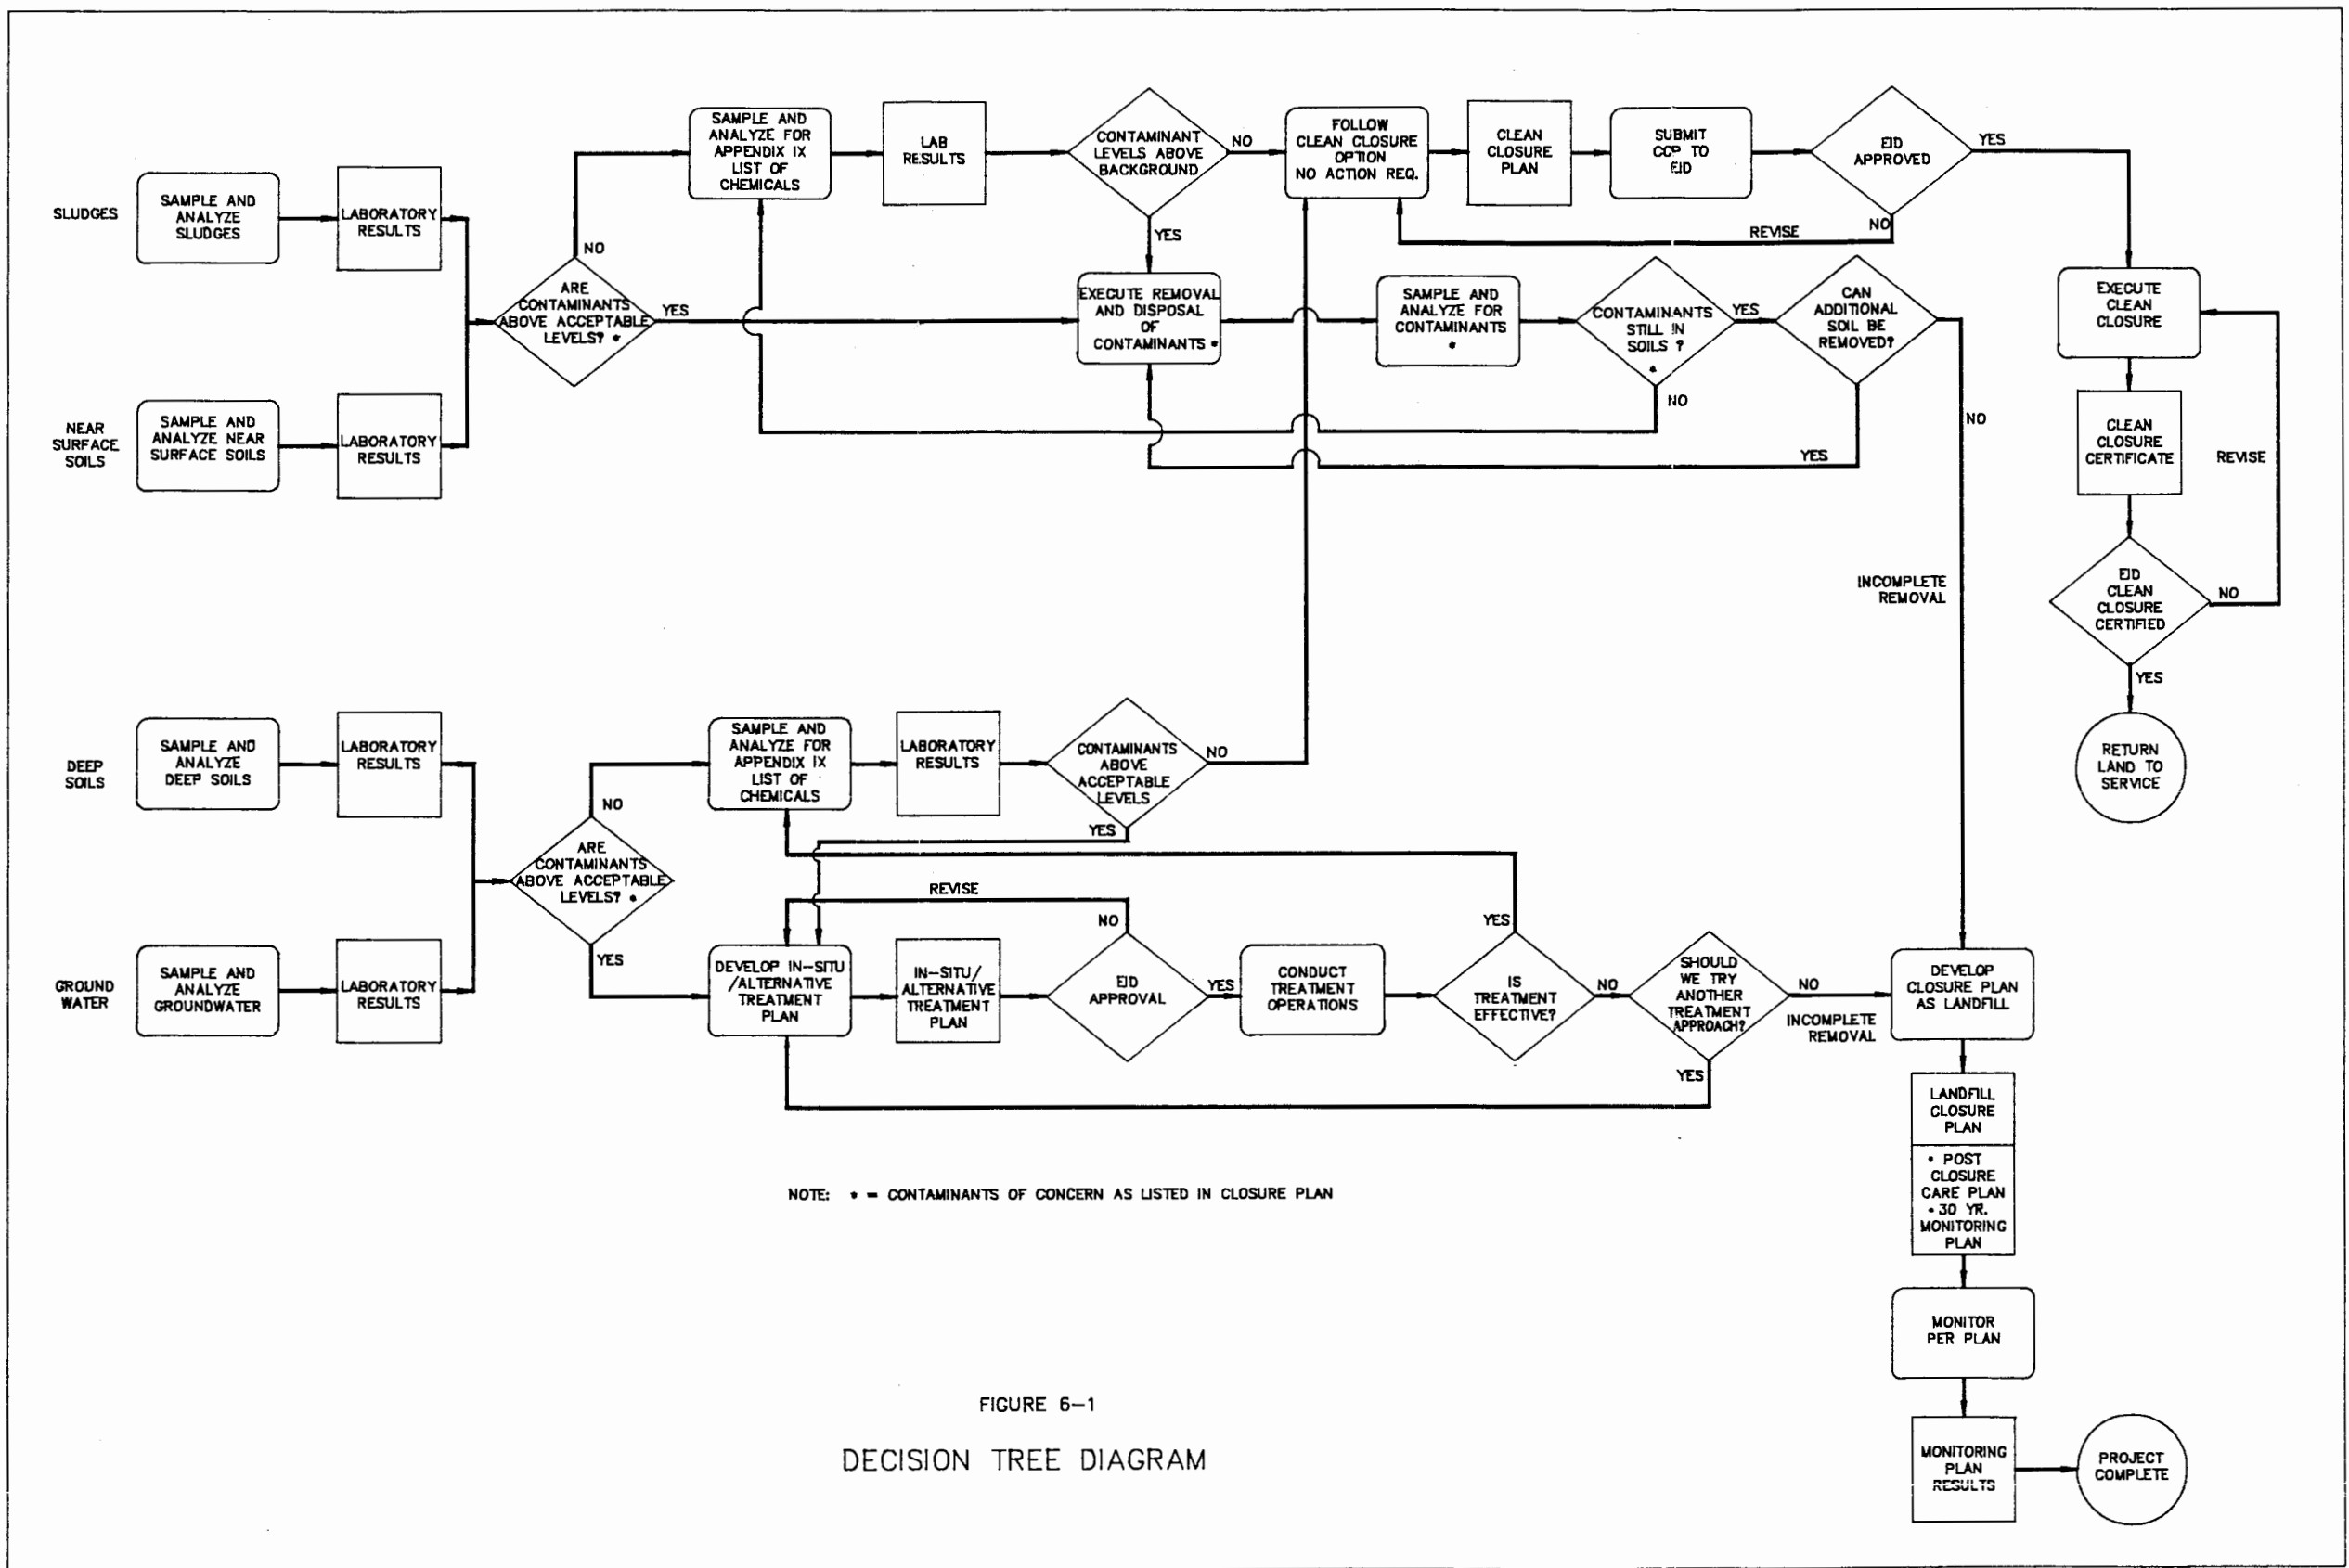 SLUDGES
SAMPLE AND
ANALYZE
SLUDGES
LABORATORY
RESULTS
NEAR
SURFACE
SOILS
SAMPLE AND
ANALYZE NEAR
SURFACE SOILS
LABORATORY
RESULTS
ARE
CONTAMINANTS
ABOVE ACCEPTABLE
LEVELS? *
NO
YES
SAMPLE AND
ANALYZE FOR
APPENDIX IX
LIST OF
CHEMICALS
LAB
RESULTS
CONTAMINANT
LEVELS ABOVE
BACKGROUND
NO
YES
FOLLOW
CLEAN CLOSURE
OPTION
NO ACTION REQ.
CLEAN
CLOSURE
PLAN
SUBMIT
CCP TO
EID
EID
APPROVED
YES
NO
REVISE
EXECUTE REMOVAL
AND DISPOSAL
OF
CONTAMINANTS *
SAMPLE AND
ANALYZE FOR
CONTAMINANTS
*
CONTAMINANTS
STILL IN
SOILS ?
*
YES
NO
CAN
ADDITIONAL
SOIL BE
REMOVED?
YES
NO
INCOMPLETE
REMOVAL
EXECUTE
CLEAN
CLOSURE
CLEAN
CLOSURE
CERTIFICATE
REVISE
EID
CLEAN
CLOSURE
CERTIFIED
NO
YES
RETURN
LAND TO
SERVICE
DEEP
SOILS
SAMPLE AND
ANALYZE
DEEP SOILS
LABORATORY
RESULTS
GROUND
WATER
SAMPLE AND
ANALYZE
GROUNDWATER
LABORATORY
RESULTS
ARE
CONTAMINANTS
ABOVE ACCEPTABLE
LEVELS? *
NO
YES
SAMPLE AND
ANALYZE FOR
APPENDIX IX
LIST OF
CHEMICALS
LABORATORY
RESULTS
CONTAMINANTS
ABOVE
ACCEPTABLE
LEVELS
NO
YES
REVISE
NO
DEVELOP IN-SITU
/ALTERNATIVE
TREATMENT
PLAN
IN-SITU/
ALTERNATIVE
TREATMENT
PLAN
EID
APPROVAL
YES
CONDUCT
TREATMENT
OPERATIONS
YES
IS
TREATMENT
EFFECTIVE?
NO
SHOULD
WE TRY
ANOTHER
TREATMENT
APPROACH?
YES
NO
INCOMPLETE
REMOVAL
DEVELOP
CLOSURE PLAN
AS LANDFILL
LANDFILL
CLOSURE
PLAN
• POST
CLOSURE
CARE PLAN
• 30 YR.
MONITORING
PLAN
MONITOR
PER PLAN
MONITORING
PLAN
RESULTS
PROJECT
COMPLETE
NOTE: * = CONTAMINANTS OF CONCERN AS LISTED IN CLOSURE PLAN
FIGURE 6-1
DECISION TREE DIAGRAM